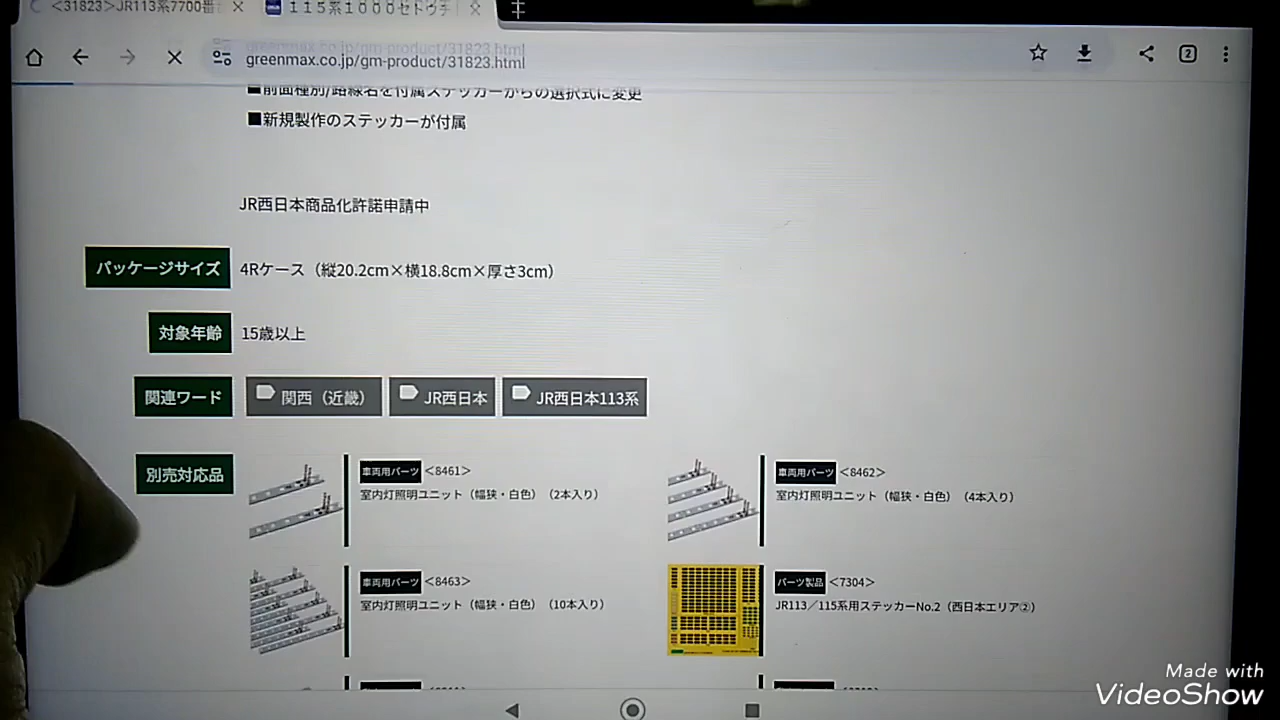 <31823>JR113系7700番
115系1000セトウチ
greenmax.co.jp/gm-product/31823.html
greenmax.co.jp/gm-product/31823.html
2
■前面種別/路線名を付属ステッカーからの選択式に変更
■新規製作のステッカーが付属
JR西日本商品化許諾申請中
パッケージサイズ
4Rケース（縦20.2cm×横18.8cm×厚さ3cm）
対象年齢
15歳以上
関連ワード
関西（近畿）
JR西日本
JR西日本113系
別売対応品
車両用パーツ <8461>
室内灯照明ユニット（幅狭・白色）（2本入り）
車両用パーツ <8462>
室内灯照明ユニット（幅狭・白色）（4本入り）
車両用パーツ <8463>
室内灯照明ユニット（幅狭・白色）（10本入り）
パーツ製品 <7304>
JR113／115系用ステッカーNo.2（西日本エリア②）
Made with
VideoShow